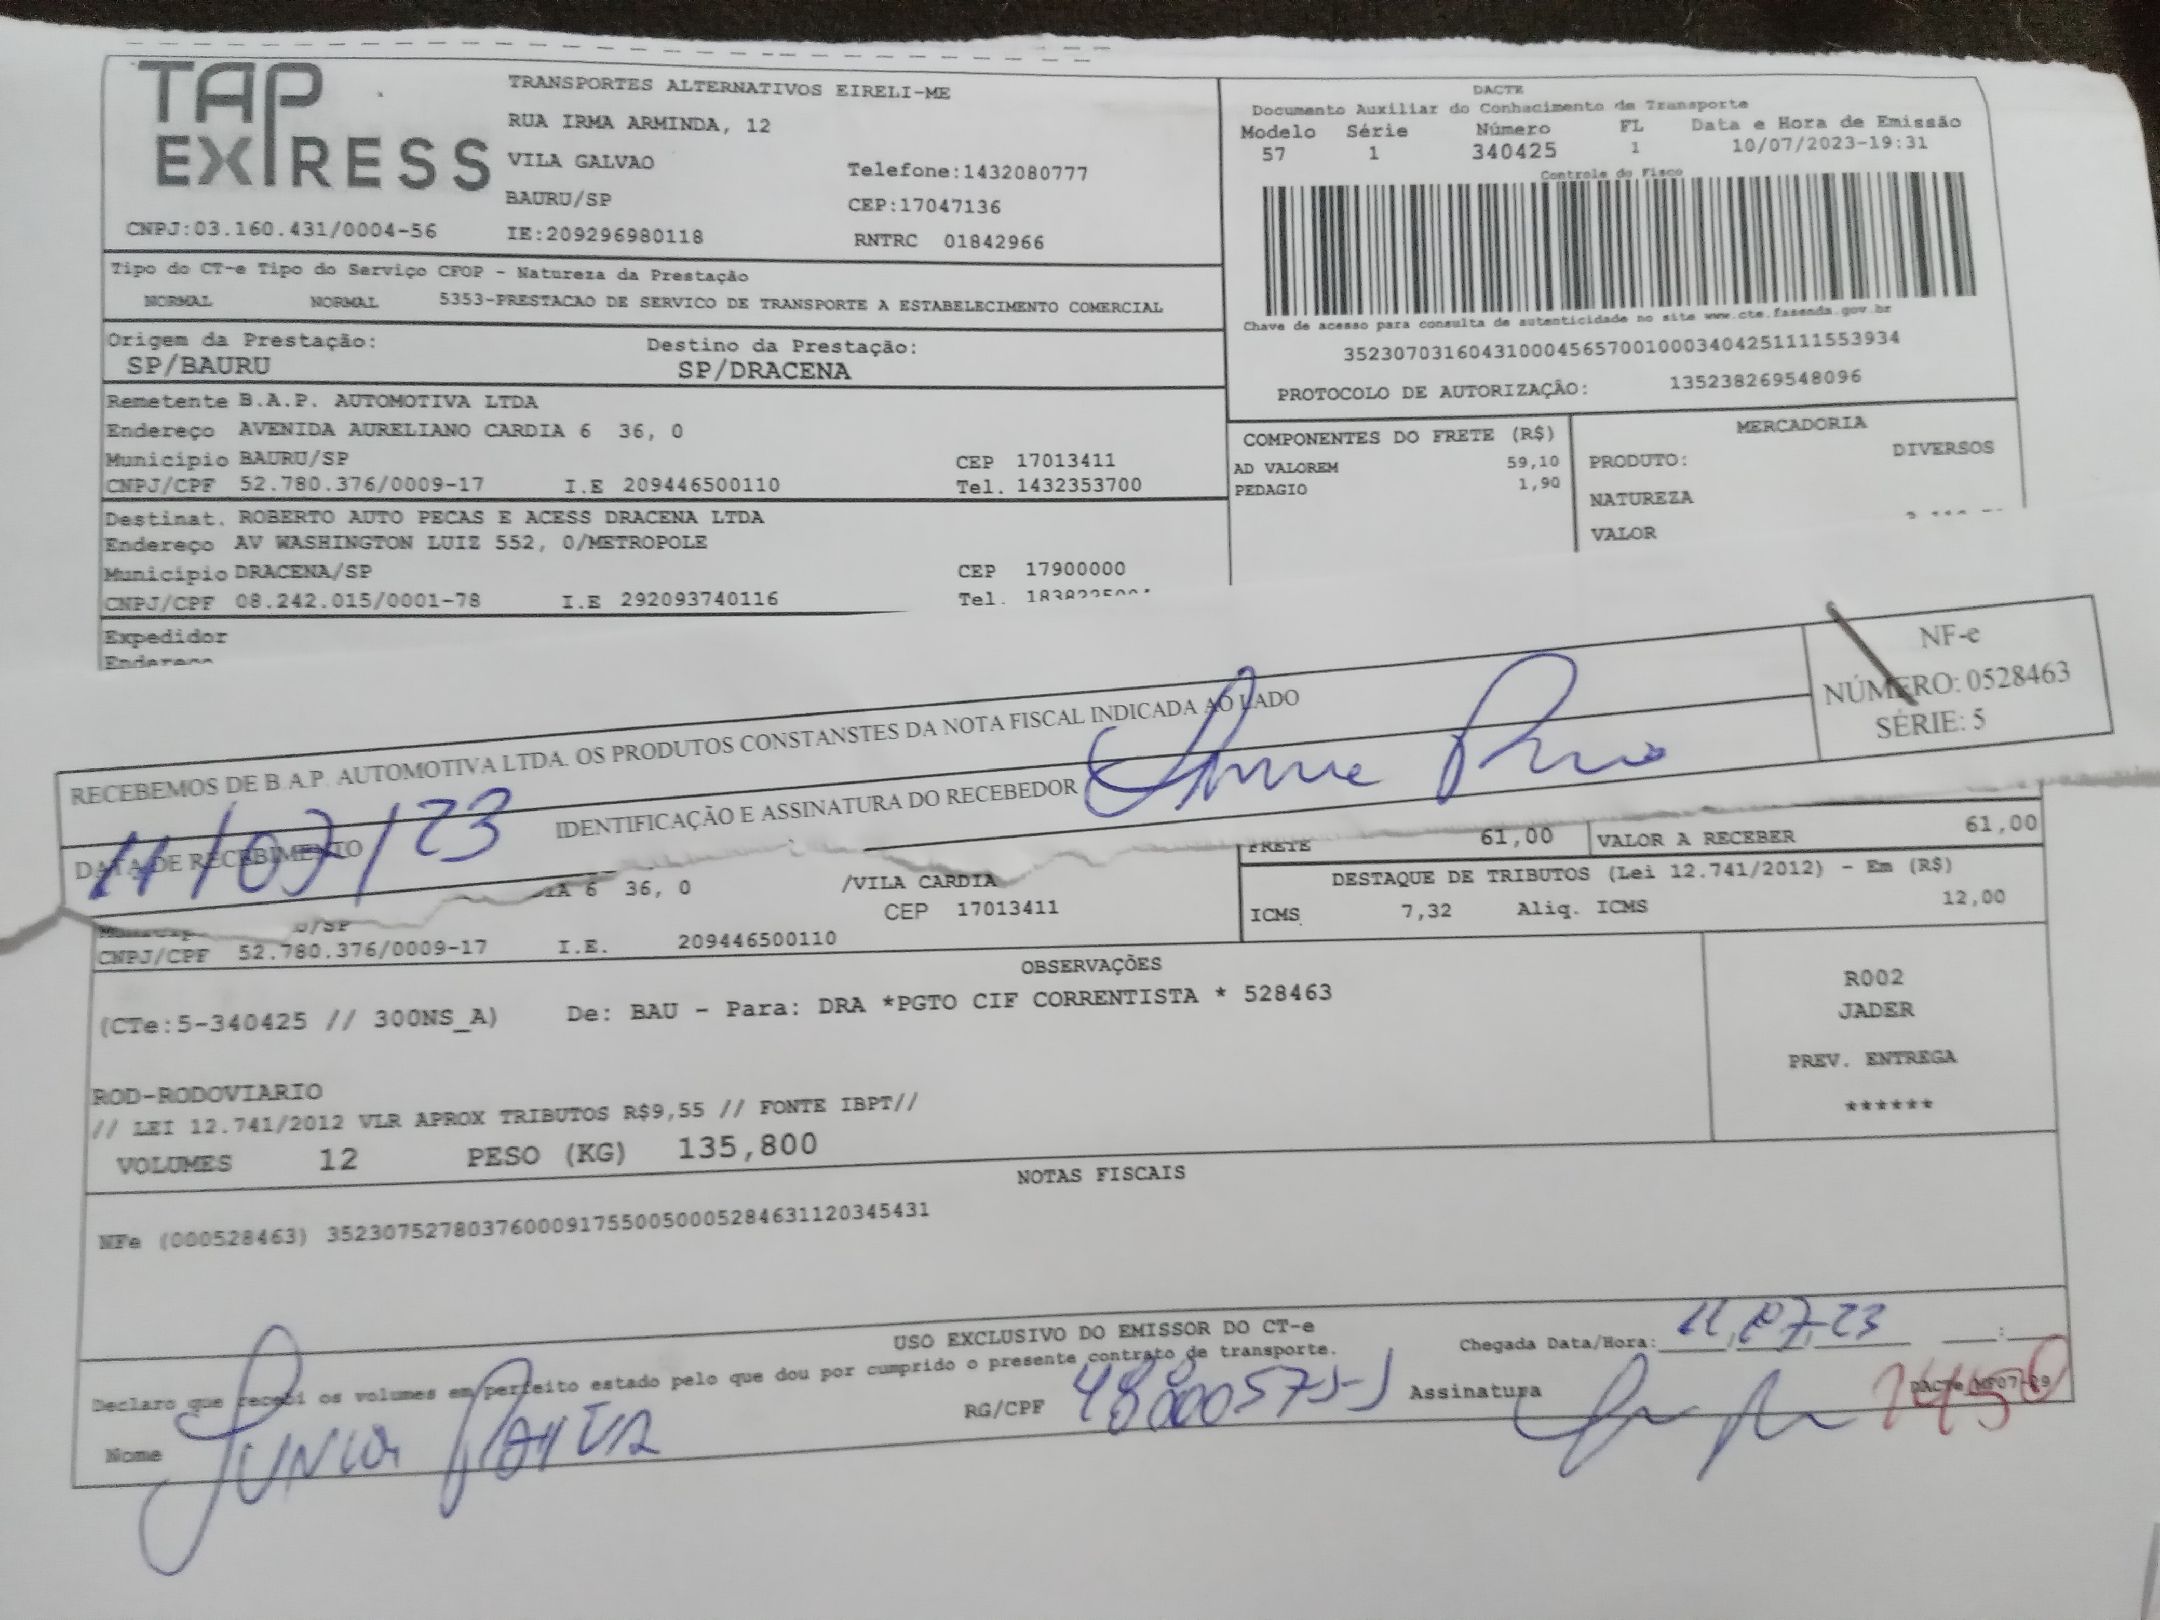 TAP EXPRESS
TRANSPORTES ALTERNATIVOS EIRELI-ME
RUA IRMA ARMINDA, 12
VILA GALVAO
Telefone:1432080777
BAURU/SP
CEP:17047136
CNPJ:03.160.431/0004-56
IE:209296980118
RNTRC 01842966
DACTE
Documento Auxiliar do Conhacimento de Transporte
Modelo Série Número FL Data e Hora de Emissão
57 1 340425 1 10/07/2023-19:31
Controle do Fisco
Chave de acesso para consulta de autenticidade no site www.cte.fazenda.gov.br
35230703160431000456570010003404251111553934
PROTOCOLO DE AUTORIZAÇÃO: 135238269548096
Tipo do CT-e Tipo do Serviço CFOP - Natureza da Prestação
NORMAL NORMAL 5353-PRESTACAO DE SERVICO DE TRANSPORTE A ESTABELECIMENTO COMERCIAL
Origem da Prestação: Destino da Prestação:
SP/BAURU SP/DRACENA
Remetente B.A.P. AUTOMOTIVA LTDA
Endereço AVENIDA AURELIANO CARDIA 6 36, 0
Municipio BAURU/SP CEP 17013411
CNPJ/CPF 52.780.376/0009-17 I.E 209446500110 Tel. 1432353700
Destinat. ROBERTO AUTO PECAS E ACESS DRACENA LTDA
Endereço AV WASHINGTON LUIZ 552, 0/METROPOLE
Municipio DRACENA/SP CEP 17900000
CNPJ/CPF 08.242.015/0001-78 I.E 292093740116 Tel.
Expedidor
Endereço
COMPONENTES DO FRETE (R$)
AD VALOREM 59,10
PEDAGIO 1,90
MERCADORIA
PRODUTO: DIVERSOS
NATUREZA
VALOR
RECEBEMOS DE B.A.P. AUTOMOTIVA LTDA. OS PRODUTOS CONSTANSTES DA NOTA FISCAL INDICADA AO LADO
NF-e
NÚMERO: 0528463
SÉRIE: 5
DATA DE RECEBIMENTO
11/07/23
IDENTIFICAÇÃO E ASSINATURA DO RECEBEDOR
FRETE 61,00 VALOR A RECEBER 61,00
DESTAQUE DE TRIBUTOS (Lei 12.741/2012) - Em (R$)
ICMS 7,32 Aliq. ICMS 12,00
6 36, 0 /VILA CARDIA
CEP 17013411
CNPJ/CPF 52.780.376/0009-17 I.E. 209446500110
OBSERVAÇÕES
(CTe:5-340425 // 300NS_A) De: BAU - Para: DRA *PGTO CIF CORRENTISTA * 528463
R002
JADER
PREV. ENTREGA
******
ROD-RODOVIARIO
// LEI 12.741/2012 VLR APROX TRIBUTOS R$9,55 // FONTE IBPT//
VOLUMES 12 PESO (KG) 135,800
NOTAS FISCAIS
NFe (000528463) 35230752780376000917550050005284631120345431
USO EXCLUSIVO DO EMISSOR DO CT-e
Chegada Data/Hora: 11/07/23
Declaro que recebi os volumes em perfeito estado pelo que dou por cumprido o presente contrato de transporte.
Nome
RG/CPF
Assinatura